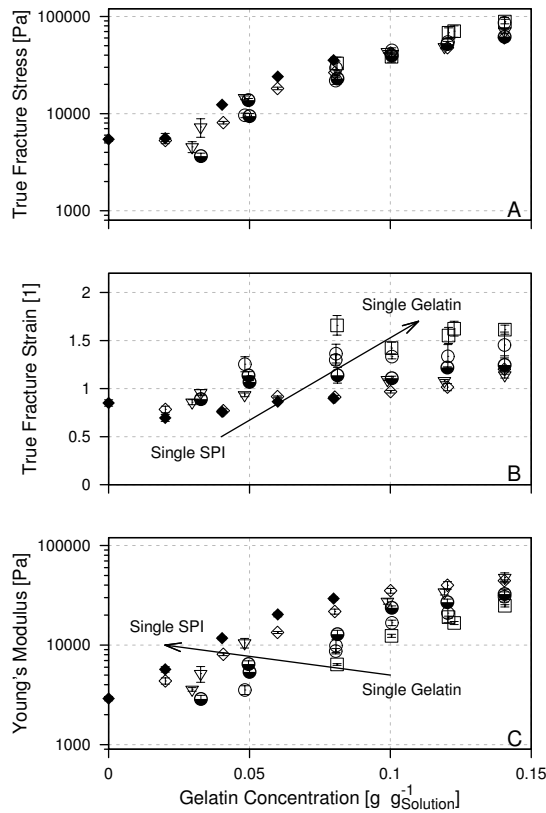 100000
10000
1000
True Fracture Stress [Pa]
A
2
1.5
1
0.5
0
True Fracture Strain [1]
Single Gelatin
Single SPI
B
100000
10000
1000
Young's Modulus [Pa]
Single SPI
Single Gelatin
C
0
0.05
0.1
0.15
Gelatin Concentration [g g⁻¹Solution]